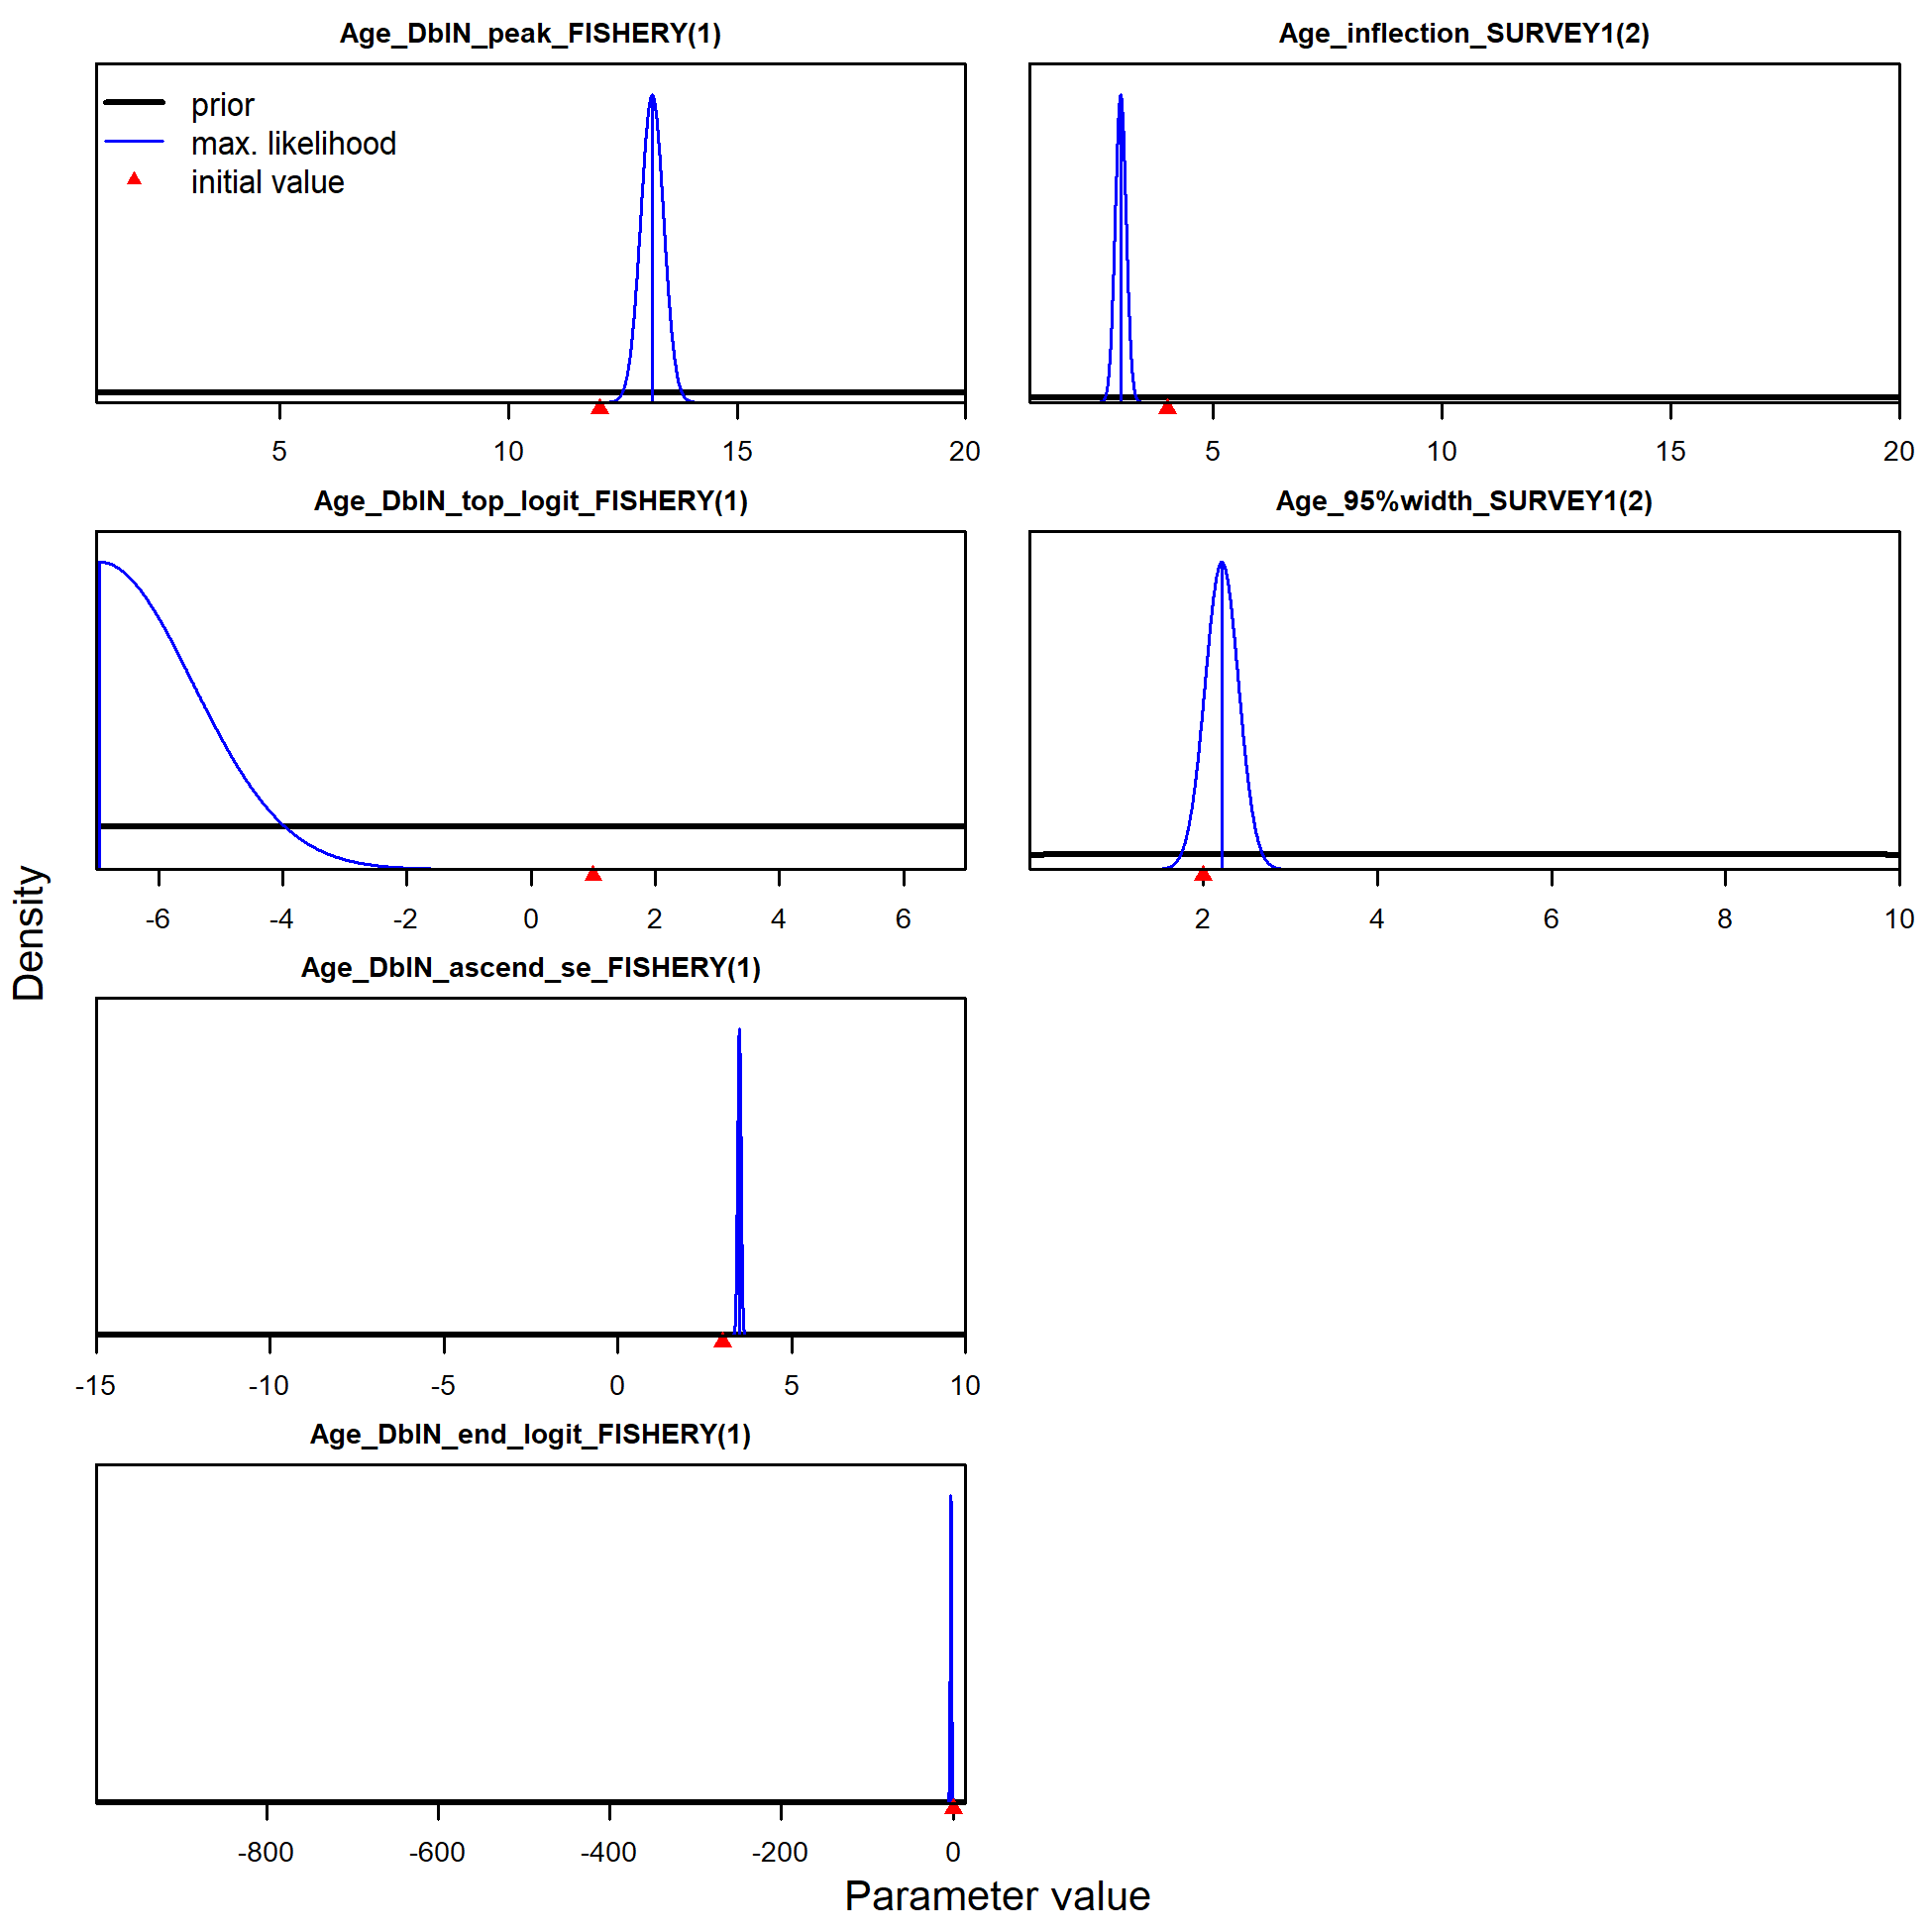 Age_DblN_peak_FISHERY(1)
prior
max. likelihood
initial value
5 10 15 20
Age_inflection_SURVEY1(2)
5 10 15 20
Age_DblN_top_logit_FISHERY(1)
-6 -4 -2 0 2 4 6
Age_95%width_SURVEY1(2)
2 4 6 8 10
Age_DblN_ascend_se_FISHERY(1)
-15 -10 -5 0 5 10
Age_DblN_end_logit_FISHERY(1)
-800 -600 -400 -200 0
Density
Parameter value